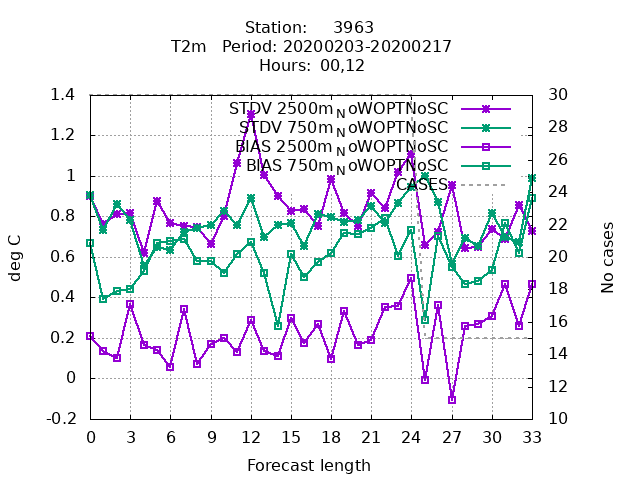 Station: 3963
T2m Period: 20200203-20200217
Hours: 00,12
1.4
1.2
1
0.8
0.6
0.4
0.2
0
-0.2
30
28
26
24
22
20
18
16
14
12
10
STDV 2500m_NoWOPTNoSC
STDV 750m_NoWOPTNoSC
BIAS 2500m_NoWOPTNoSC
BIAS 750m_NoWOPTNoSC
CASES
deg C
No cases
0 3 6 9 12 15 18 21 24 27 30 33
Forecast length